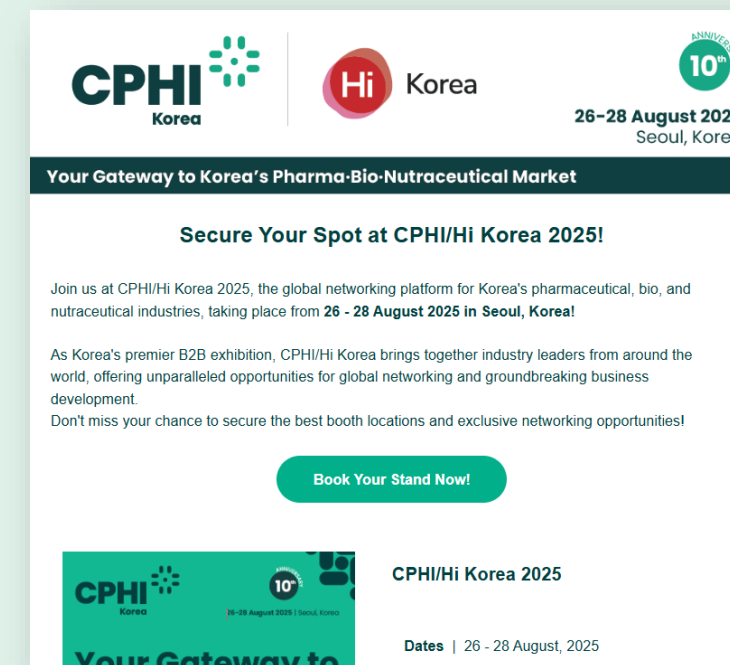 CPHI
Korea
Hi Korea
10th
26-28 August 202
Seoul, Kore
Your Gateway to Korea's Pharma·Bio·Nutraceutical Market
Secure Your Spot at CPHI/Hi Korea 2025!
Join us at CPHI/Hi Korea 2025, the global networking platform for Korea's pharmaceutical, bio, and
nutraceutical industries, taking place from 26 - 28 August 2025 in Seoul, Korea!
As Korea's premier B2B exhibition, CPHI/Hi Korea brings together industry leaders from around the
world, offering unparalleled opportunities for global networking and groundbreaking business
development.
Don't miss your chance to secure the best booth locations and exclusive networking opportunities!
Book Your Stand Now!
CPHI
Korea
ANNIVERSARY
10th
26-28 August 2025 | Seoul, Korea
Your Gateway to
CPHI/Hi Korea 2025
Dates | 26 - 28 August, 2025